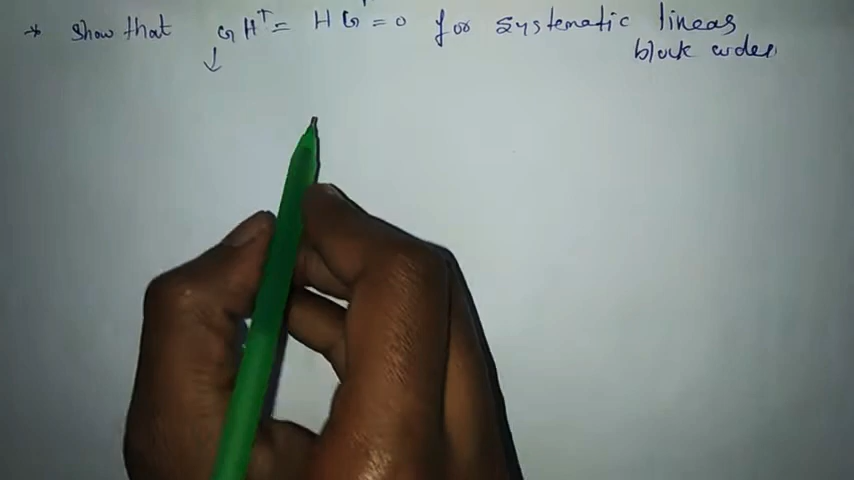 * Show that GH^T = HG^T = 0 for systematic linear
block codes